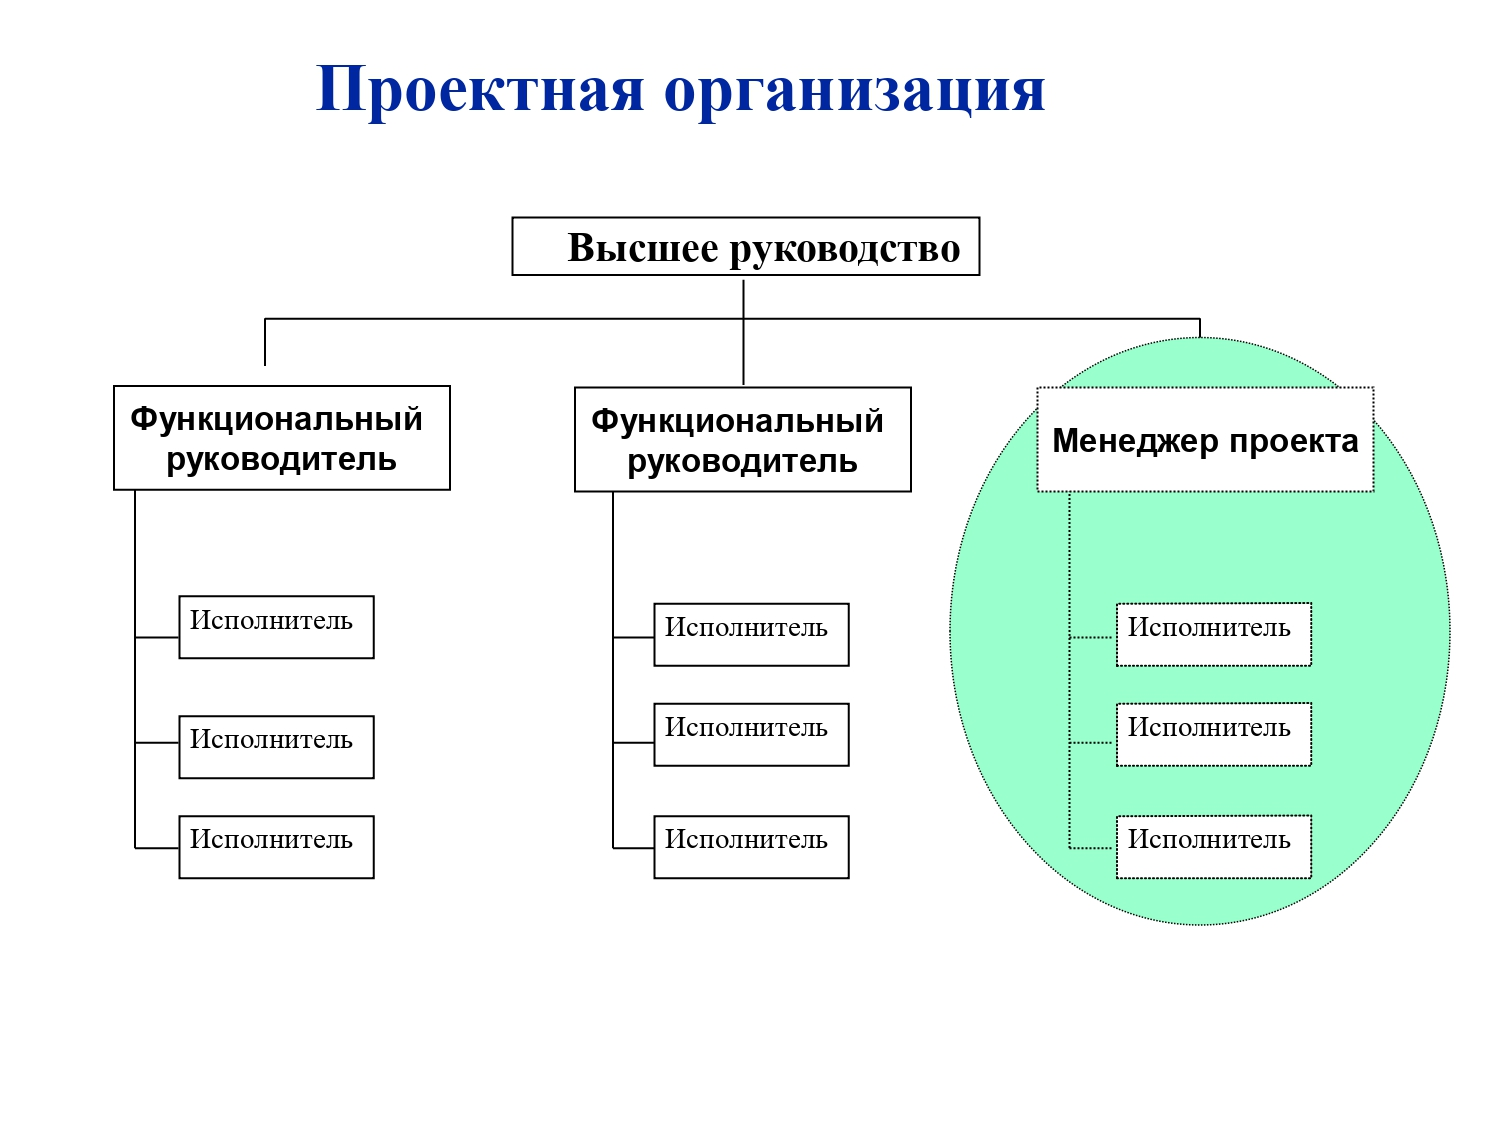 Проектная организация
Высшее руководство
Функциональный
руководитель
Функциональный
руководитель
Менеджер проекта
Исполнитель
Исполнитель
Исполнитель
Исполнитель
Исполнитель
Исполнитель
Исполнитель
Исполнитель
Исполнитель